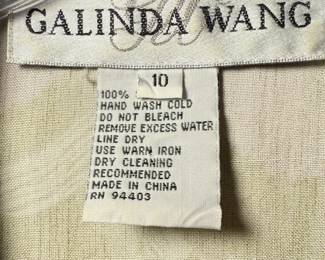 GALINDA WANG
10
100%
HAND WASH COLD
DO NOT BLEACH
REMOVE EXCESS WATER
LINE DRY
USE WARN IRON
DRY CLEANING
RECOMMENDED
MADE IN CHINA
RN 94403